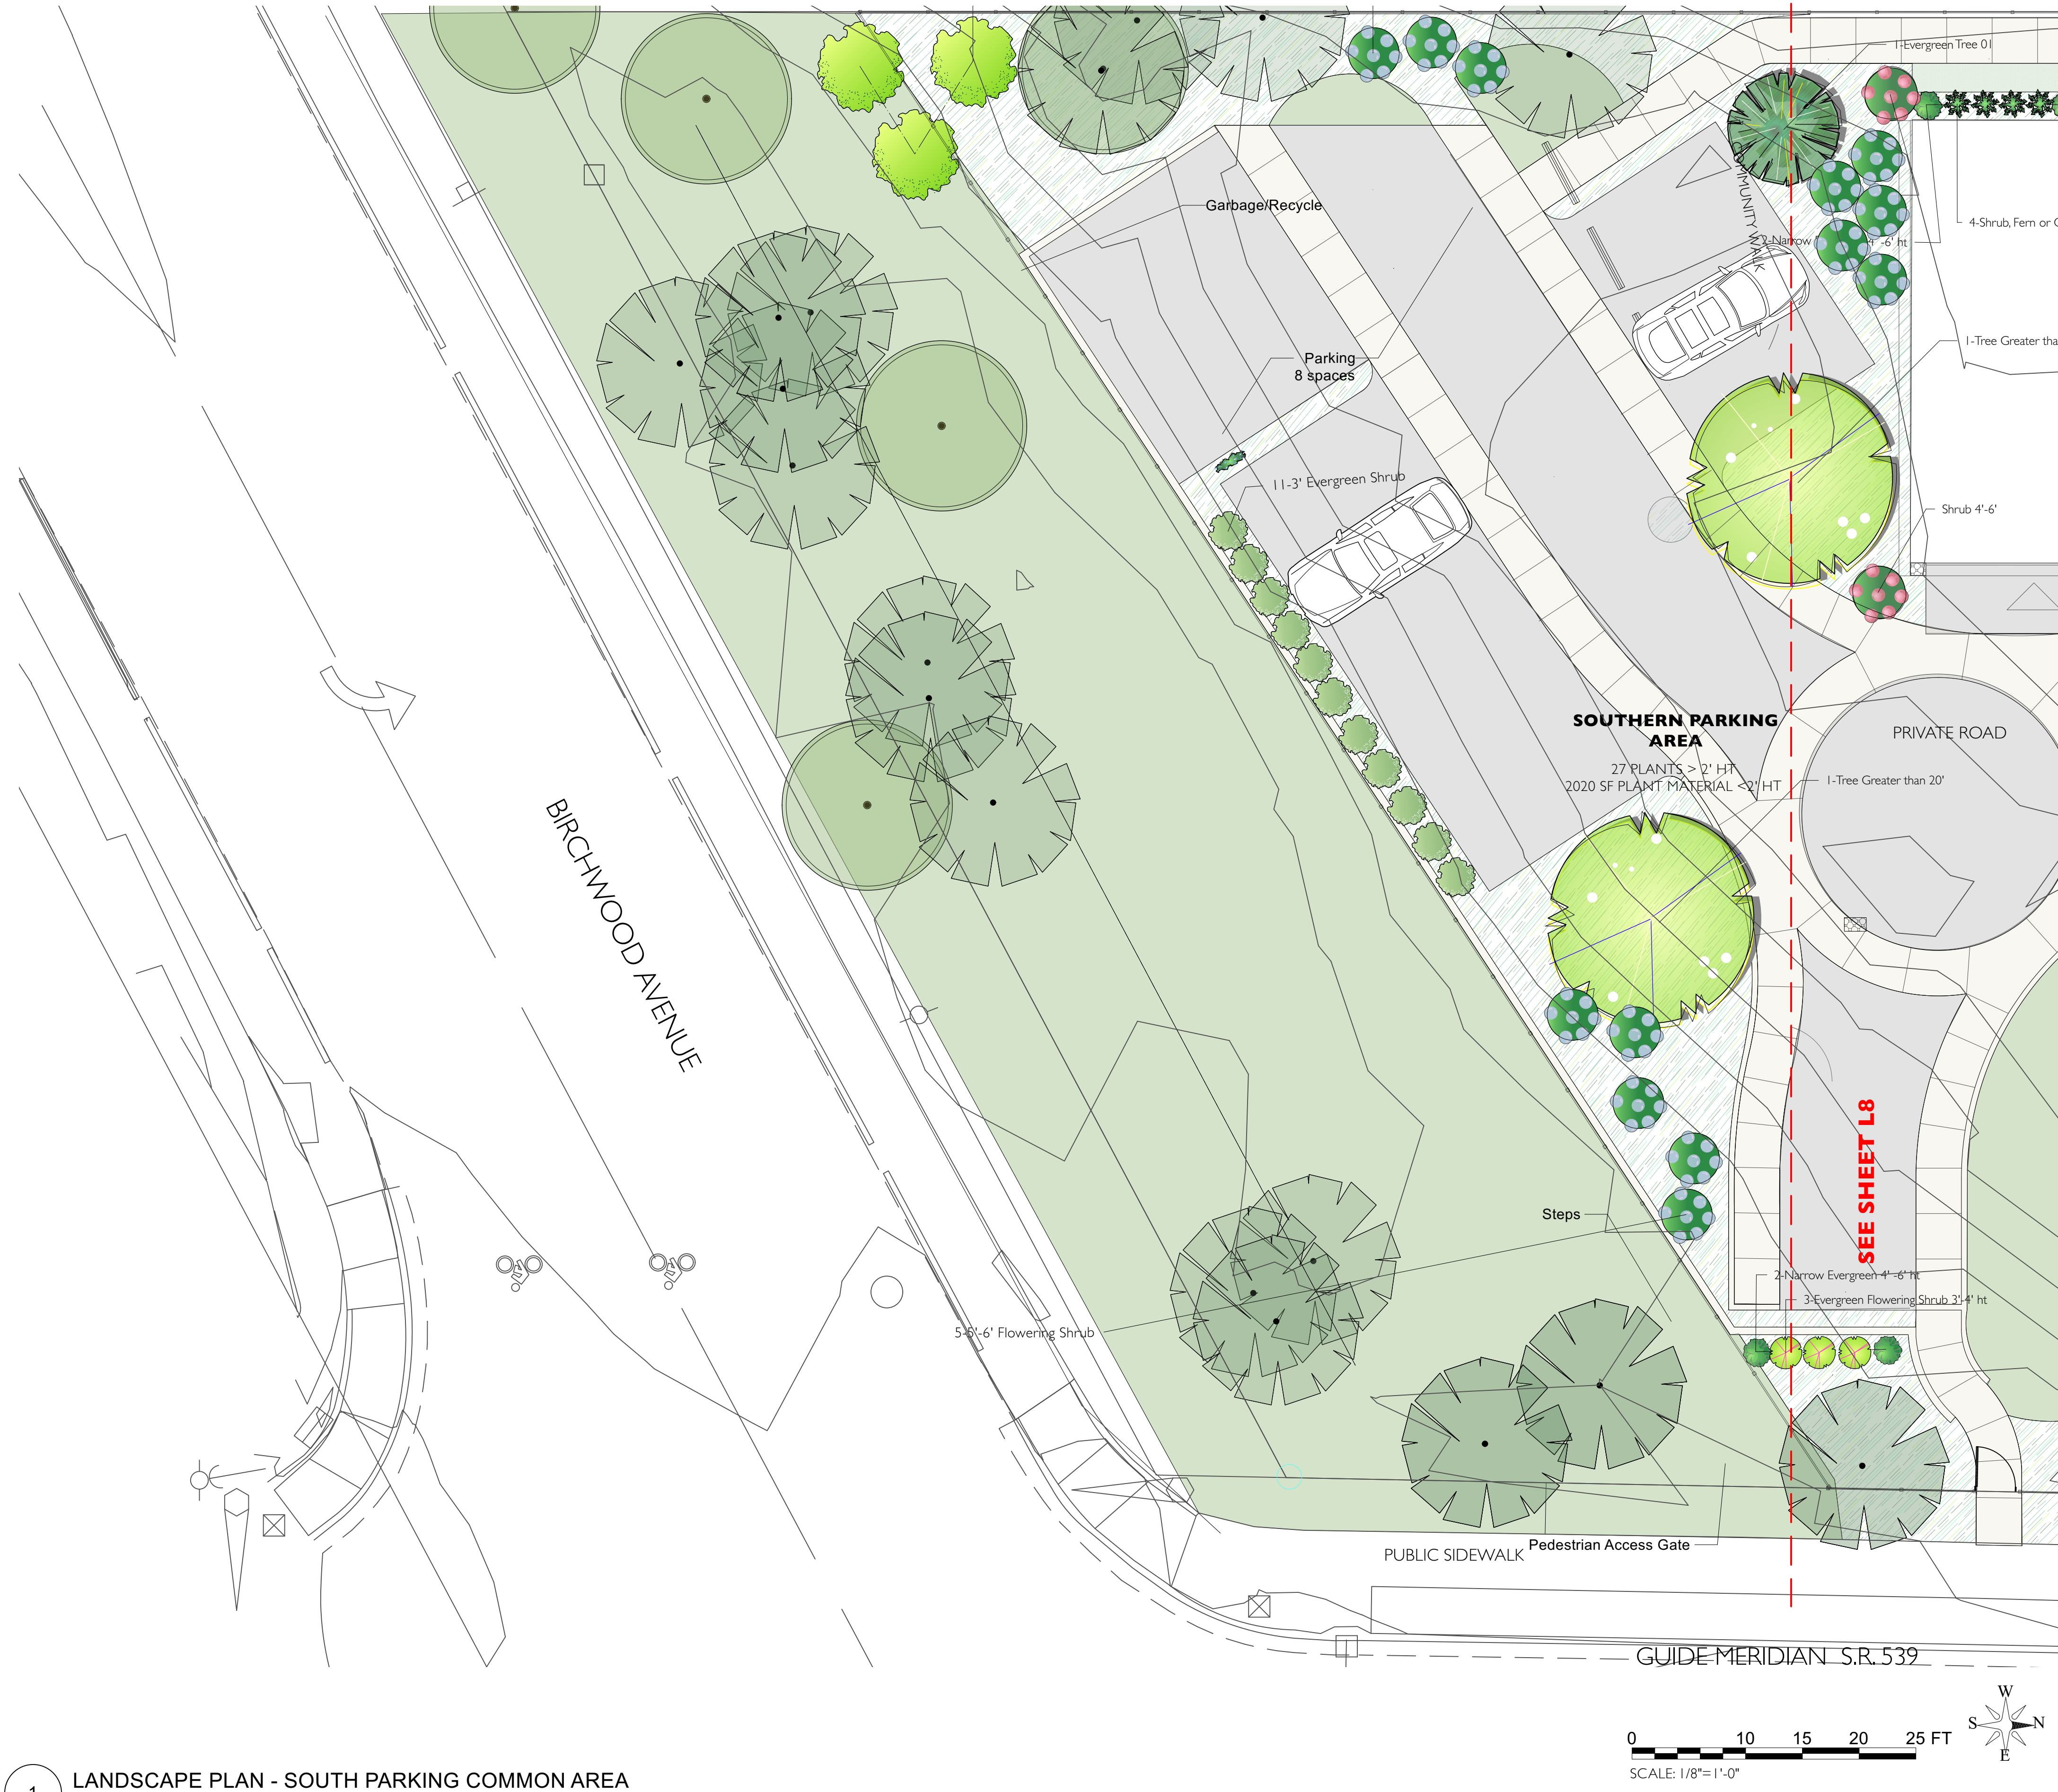 1-Evergreen Tree 01
COMMUNITY WALK
Garbage/Recycle
4-Shrub, Fern or
2-Narrow
-6' ht
1-Tree Greater tha
Parking
8 spaces
11-3' Evergreen Shrub
Shrub 4'-6'
SOUTHERN PARKING
AREA
27 PLANTS > 2' HT
2020 SF PLANT MATERIAL <2' HT
PRIVATE ROAD
1-Tree Greater than 20'
BIRCHWOOD AVENUE
SEE SHEET L8
Steps
2-Narrow Evergreen 4' -6' ht
3-Evergreen Flowering Shrub 3'-4' ht
5-5'-6' Flowering Shrub
Pedestrian Access Gate
PUBLIC SIDEWALK
GUIDE MERIDIAN S.R. 539
W
S N
E
0 10 15 20 25 FT
SCALE: 1/8"=1'-0"
1
LANDSCAPE PLAN - SOUTH PARKING COMMON AREA